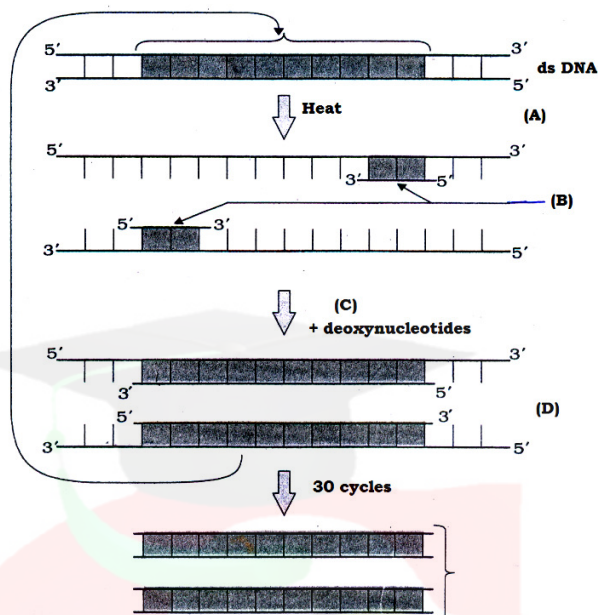 5′ 3′
3′ 5′ ds DNA
Heat (A)
5′ 3′
3′ 5′
(B)
5′ 3′
3′ 5′
(C)
+ deoxynucleotides
5′ 3′
3′ 5′
(D)
5′ 3′
3′ 5′
30 cycles